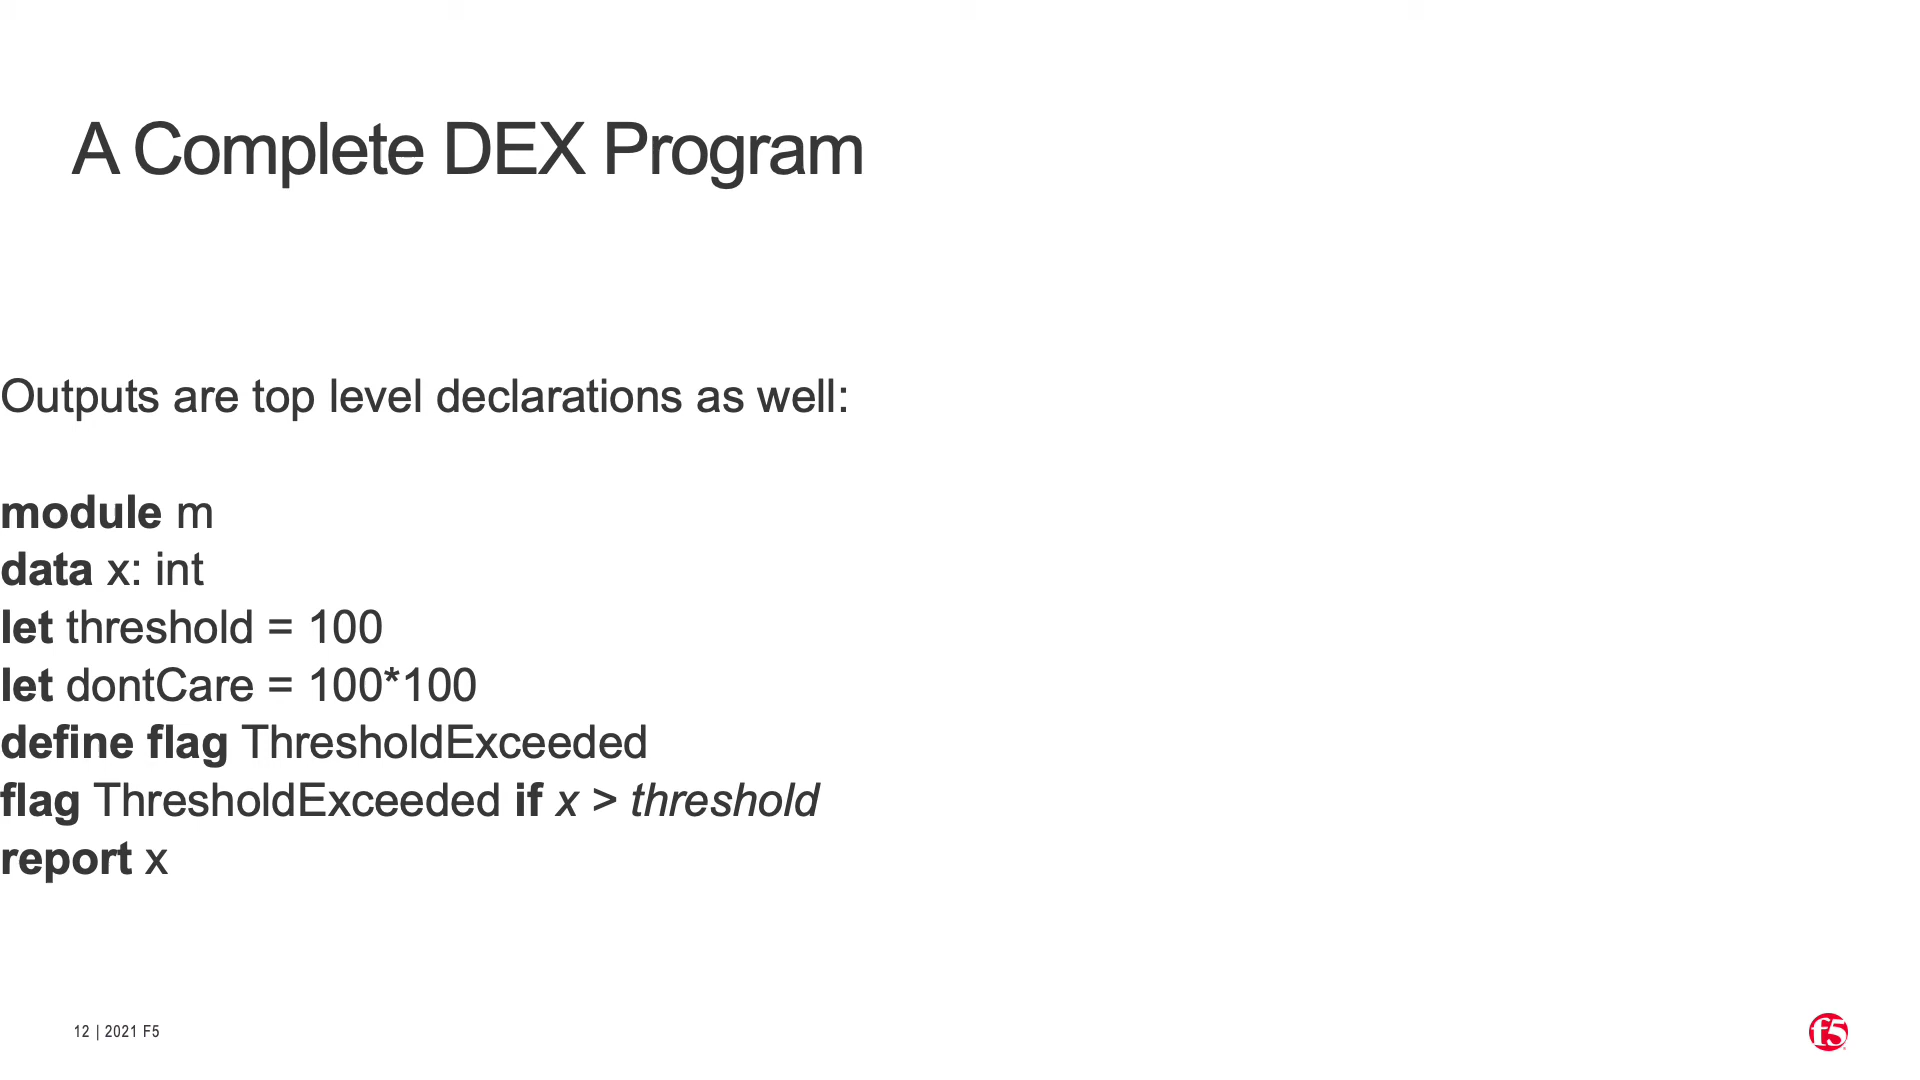 A Complete DEX Program
Outputs are top level declarations as well:
module m
data x: int
let threshold = 100
let dontCare = 100*100
define flag ThresholdExceeded
flag ThresholdExceeded if x > threshold
report x
12 | 2021 F5
f5